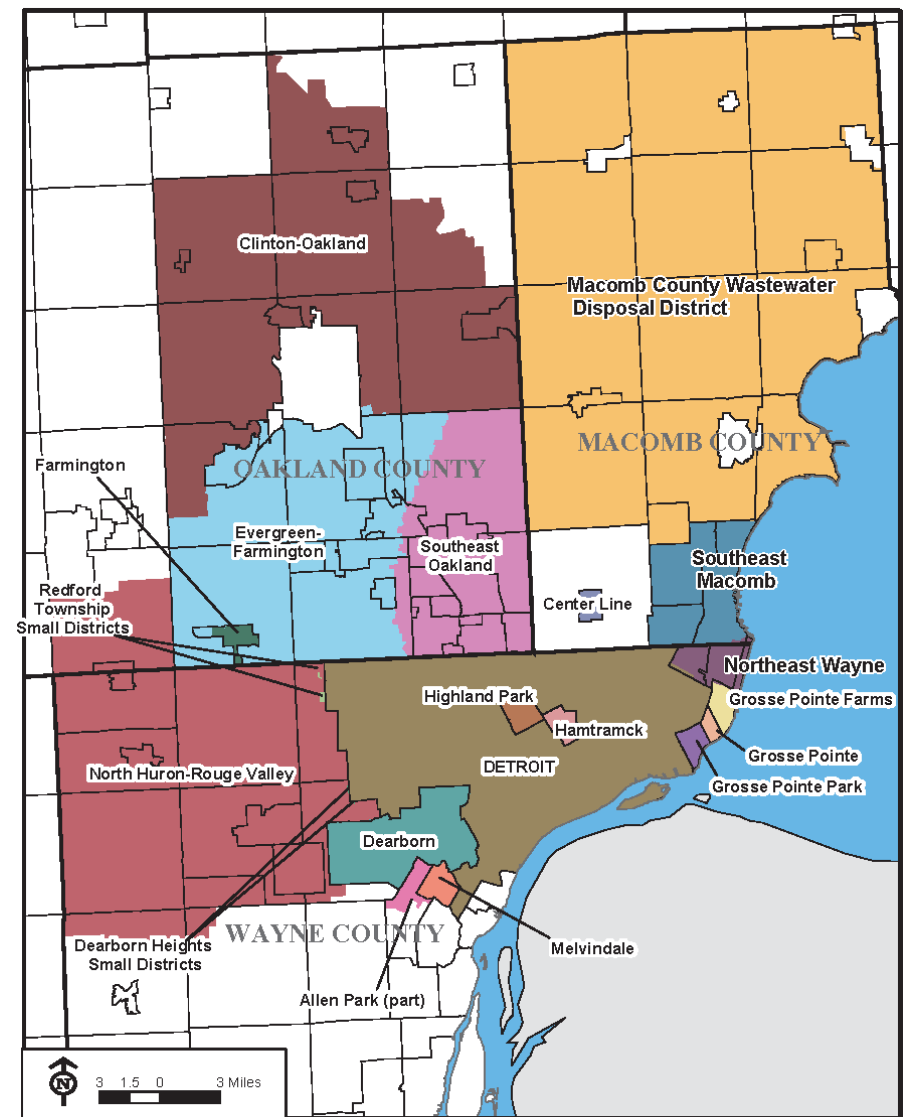 Clinton-Oakland
Macomb County Wastewater
Disposal District
MACOMB COUNTY
OAKLAND COUNTY
Farmington
Evergreen-
Farmington
Southeast
Oakland
Southeast
Macomb
Center Line
Redford
Township
Small Districts
Northeast Wayne
Highland Park
Grosse Pointe Farms
Hamtramck
Grosse Pointe
North Huron-Rouge Valley
DETROIT
Grosse Pointe Park
Dearborn
WAYNE COUNTY
Dearborn Heights
Small Districts
Melvindale
Allen Park (part)
N
3 1.5 0 3 Miles